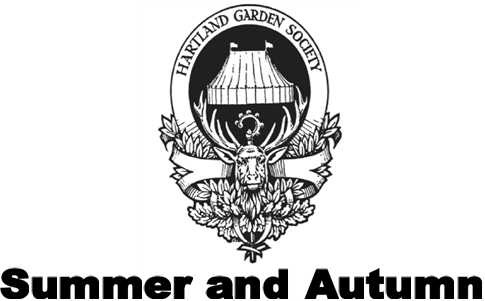 HARTLAND GARDEN SOCIETY
Summer and Autumn